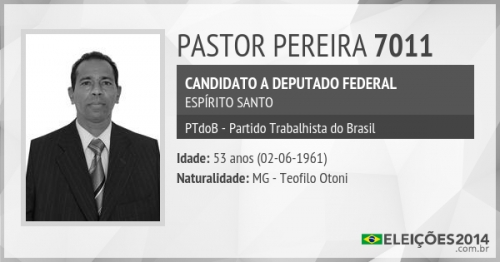 PASTOR PEREIRA 7011
CANDIDATO A DEPUTADO FEDERAL
ESPÍRITO SANTO
PTdoB - Partido Trabalhista do Brasil
Idade: 53 anos (02-06-1961)
Naturalidade: MG - Teofilo Otoni
ELEIÇÕES2014
.com.br